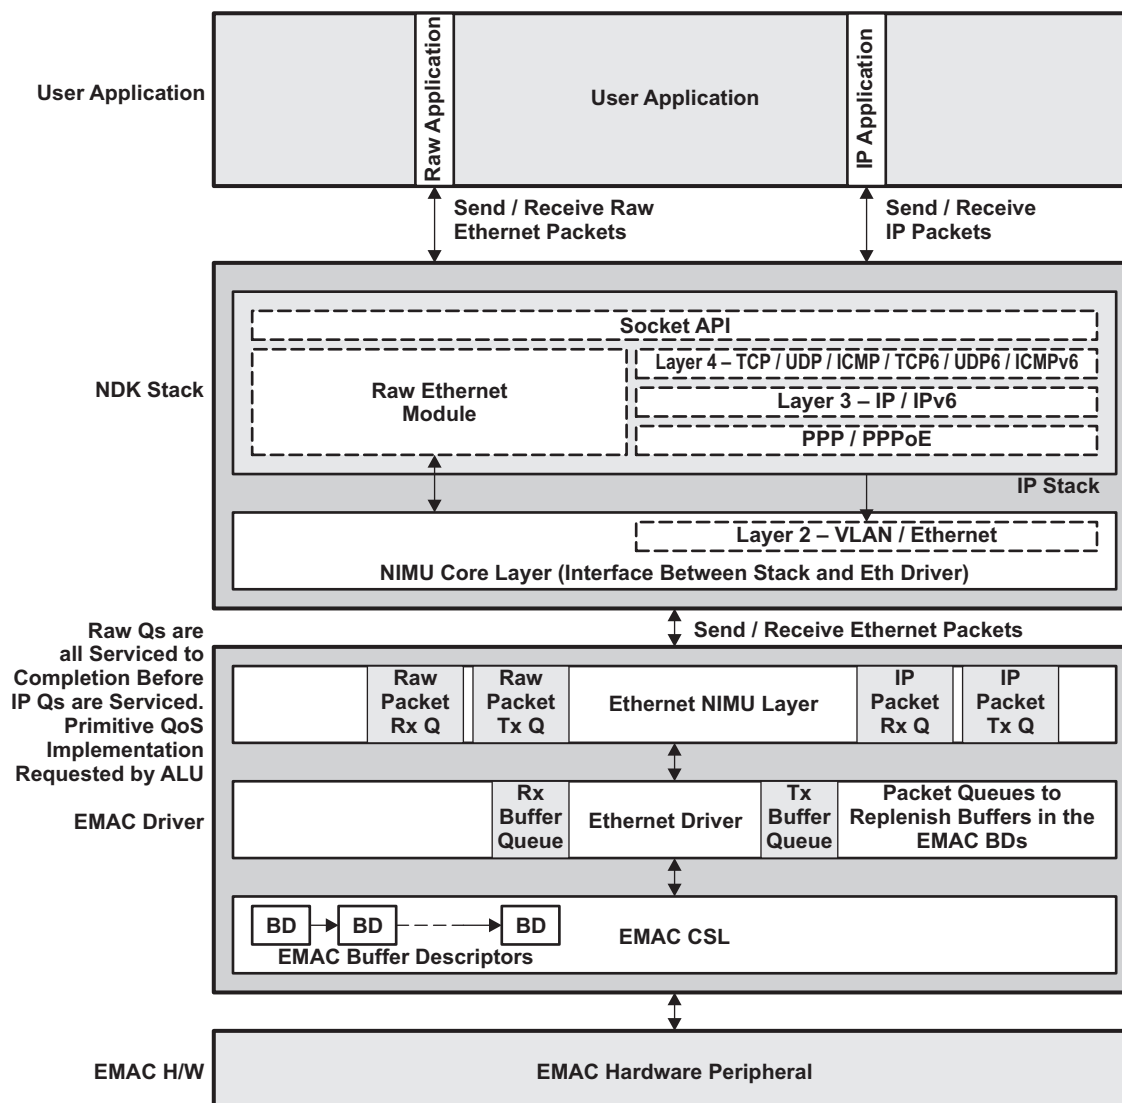 User Application
Raw Application
User Application
IP Application
Send / Receive Raw
Ethernet Packets
Send / Receive
IP Packets
NDK Stack
Socket API
Raw Ethernet
Module
Layer 4 – TCP / UDP / ICMP / TCP6 / UDP6 / ICMPv6
Layer 3 – IP / IPv6
PPP / PPPoE
IP Stack
Layer 2 – VLAN / Ethernet
NIMU Core Layer (Interface Between Stack and Eth Driver)
Send / Receive Ethernet Packets
Raw Qs are
all Serviced to
Completion Before
IP Qs are Serviced.
Primitive QoS
Implementation
Requested by ALU
Raw
Packet
Rx Q
Raw
Packet
Tx Q
Ethernet NIMU Layer
IP
Packet
Rx Q
IP
Packet
Tx Q
EMAC Driver
Rx
Buffer
Queue
Ethernet Driver
Tx
Buffer
Queue
Packet Queues to
Replenish Buffers in the
EMAC BDs
BD
BD
BD
EMAC Buffer Descriptors
EMAC CSL
EMAC H/W
EMAC Hardware Peripheral